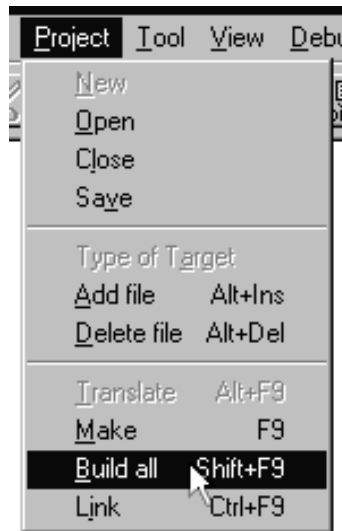 Project Tool View Debu
New
Open
Close
Save
Type of Target
Add file Alt+Ins
Delete file Alt+Del
Translate Alt+F9
Make F9
Build all Shift+F9
Link Ctrl+F9